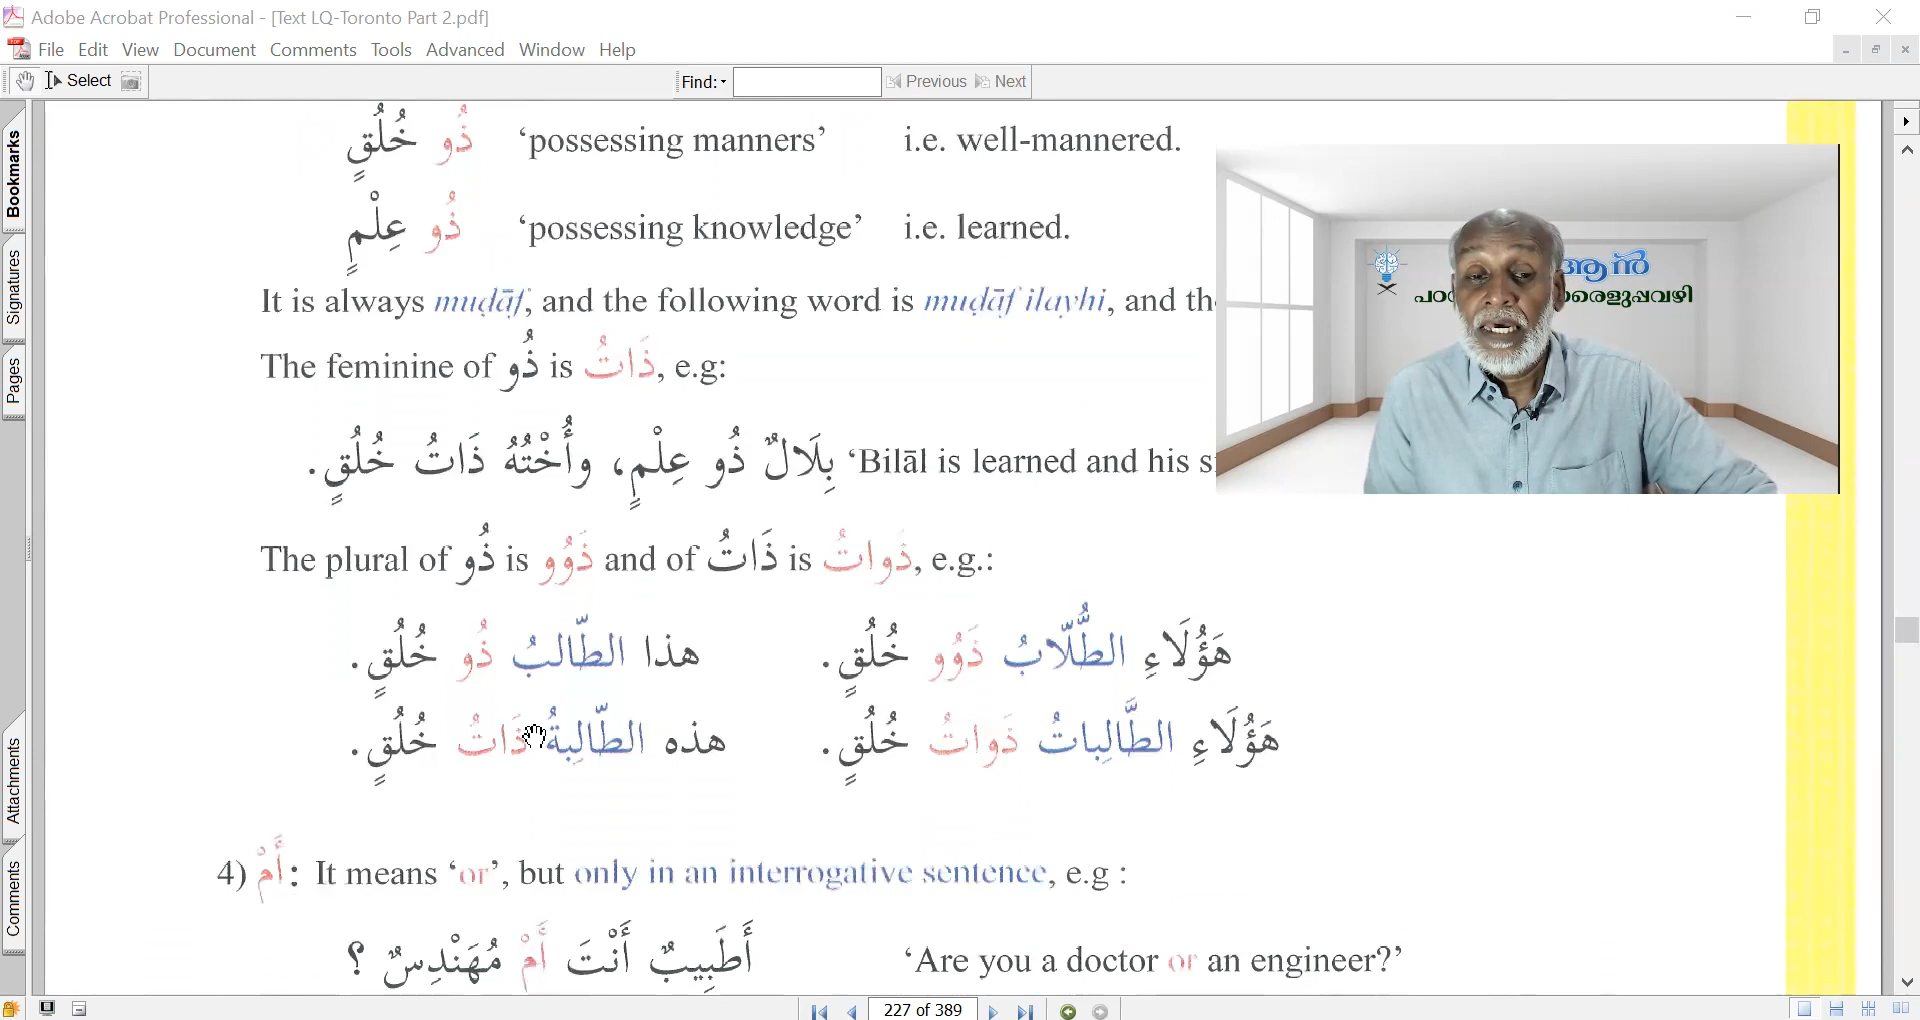 Adobe Acrobat Professional - [Text LQ-Toronto Part 2.pdf]
File Edit View Document Comments Tools Advanced Window Help
Select Find: Previous Next
Bookmarks
Signatures
Pages
Attachments
Comments
ذُو خُلُقٍ ‘possessing manners’ i.e. well-mannered.
ذُو عِلْمٍ ‘possessing knowledge’ i.e. learned.
It is always muḍāf, and the following word is muḍāf ilayhi, and
The feminine of ذُو is ذَاتُ, e.g:
بِلَالٌ ذُو عِلْمٍ، وأُخْتُهُ ذَاتُ خُلُقٍ. ‘Bilāl is learned and his
The plural of ذُو is ذَوُو and of ذَاتُ is ذَواتُ, e.g.:
هذا الطّالبُ ذُو خُلُقٍ. هَؤُلَاءِ الطُّلّابُ ذَوُو خُلُقٍ.
هذه الطّالِبةُ ذَاتُ خُلُقٍ. هَؤُلَاءِ الطَّالِباتُ ذَواتُ خُلُقٍ.
4) أَمْ: It means ‘or’, but only in an interrogative sentence, e.g :
أَطَبِيبٌ أَنْتَ أَمْ مُهَنْدِسٌ ؟ ‘Are you a doctor or an engineer?’
227 of 389